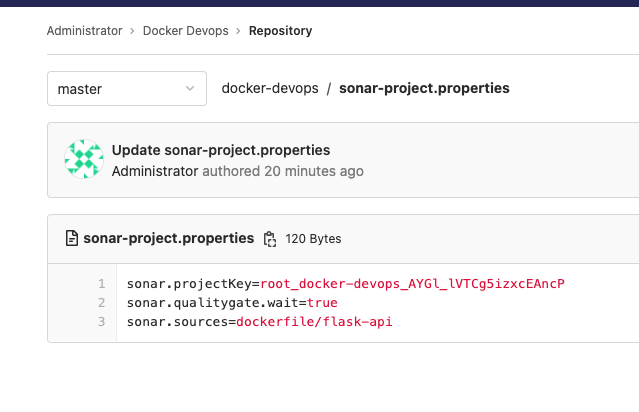 Administrator > Docker Devops > Repository
master
docker-devops / sonar-project.properties
Update sonar-project.properties
Administrator authored 20 minutes ago
sonar-project.properties 120 Bytes
1 sonar.projectKey=root_docker-devops_AYGl_lVTCg5izxcEAncP
2 sonar.qualitygate.wait=true
3 sonar.sources=dockerfile/flask-api